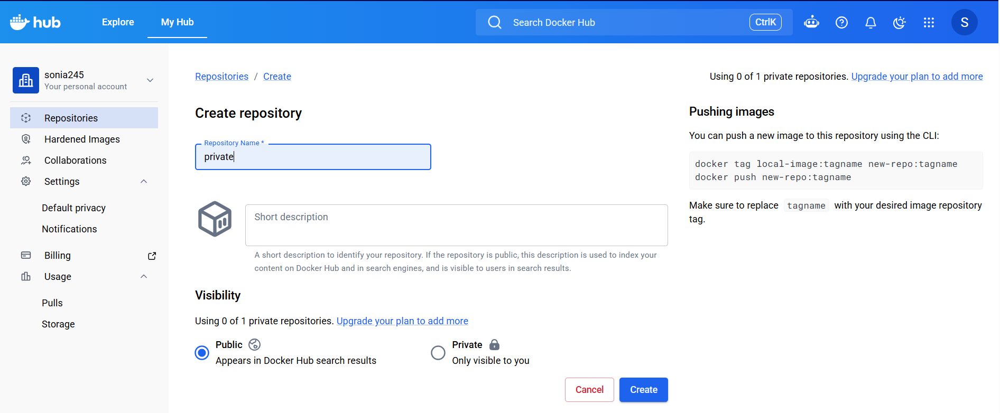 hub
Explore
My Hub
Search Docker Hub
CtrlK
S
sonia245
Your personal account
Repositories
Hardened Images
Collaborations
Settings
Default privacy
Notifications
Billing
Usage
Pulls
Storage
Repositories / Create
Using 0 of 1 private repositories. Upgrade your plan to add more
Create repository
Repository Name *
private
Short description
A short description to identify your repository. If the repository is public, this description is used to index your
content on Docker Hub and in search engines, and is visible to users in search results.
Visibility
Using 0 of 1 private repositories. Upgrade your plan to add more
Public
Appears in Docker Hub search results
Private
Only visible to you
Cancel
Create
Pushing images
You can push a new image to this repository using the CLI:
docker tag local-image:tagname new-repo:tagname
docker push new-repo:tagname
Make sure to replace tagname with your desired image repository
tag.